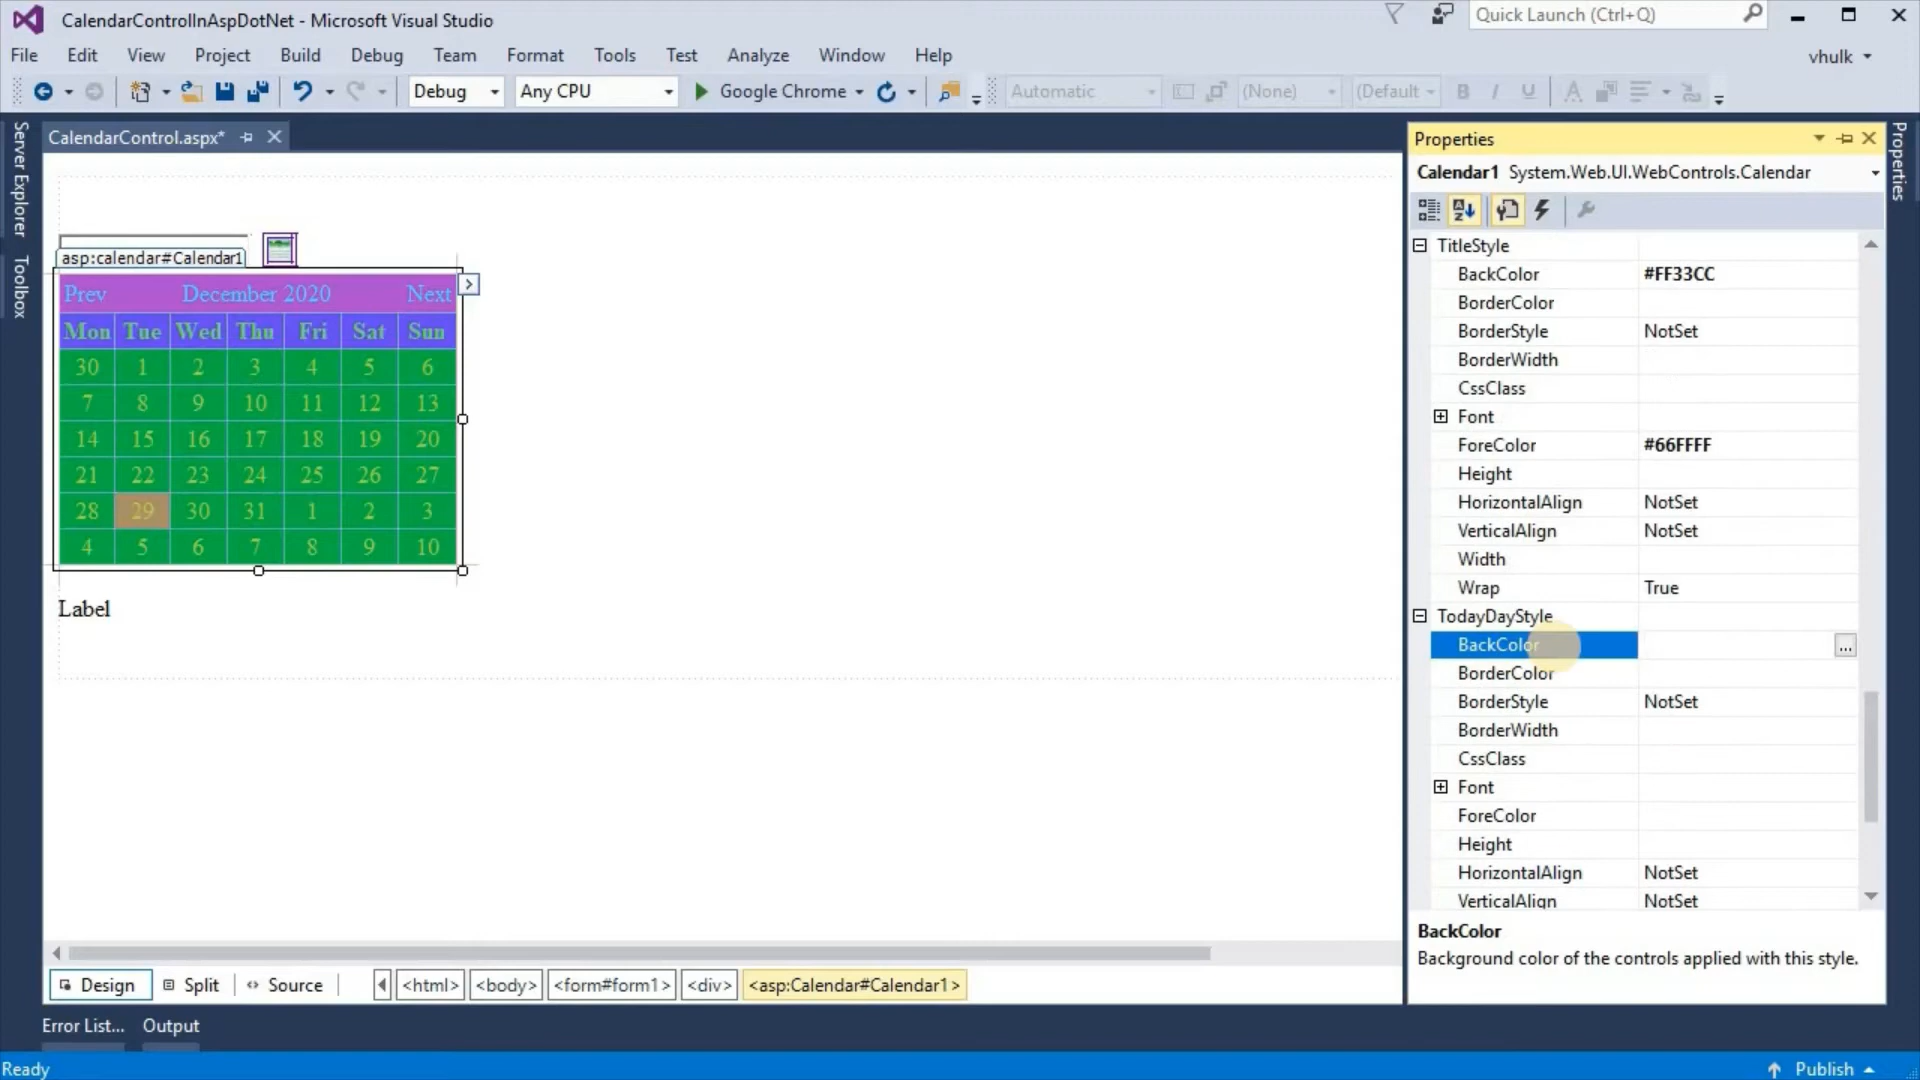 CalendarControlInAspDotNet - Microsoft Visual Studio
Quick Launch (Ctrl+Q)
File Edit View Project Build Debug Team Format Tools Test Analyze Window Help
vhulk
Debug Any CPU Google Chrome Automatic (None) (Default B I U A
Server Explorer
Toolbox
CalendarControl.aspx*
asp:calendar#Calendar1
Prev December 2020 Next
Mon Tue Wed Thu Fri Sat Sun
30 1 2 3 4 5 6
7 8 9 10 11 12 13
14 15 16 17 18 19 20
21 22 23 24 25 26 27
28 29 30 31 1 2 3
4 5 6 7 8 9 10
Label
Design Split Source <html> <body> <form#form1> <div> <asp:Calendar#Calendar1>
Properties
Calendar1 System.Web.UI.WebControls.Calendar
TitleStyle
BackColor #FF33CC
BorderColor
BorderStyle NotSet
BorderWidth
CssClass
Font
ForeColor #66FFFF
Height
HorizontalAlign NotSet
VerticalAlign NotSet
Width
Wrap True
TodayDayStyle
BackColor ...
BorderColor
BorderStyle NotSet
BorderWidth
CssClass
Font
ForeColor
Height
HorizontalAlign NotSet
VerticalAlign NotSet
BackColor
Background color of the controls applied with this style.
Properties
Error List... Output
Ready
Publish